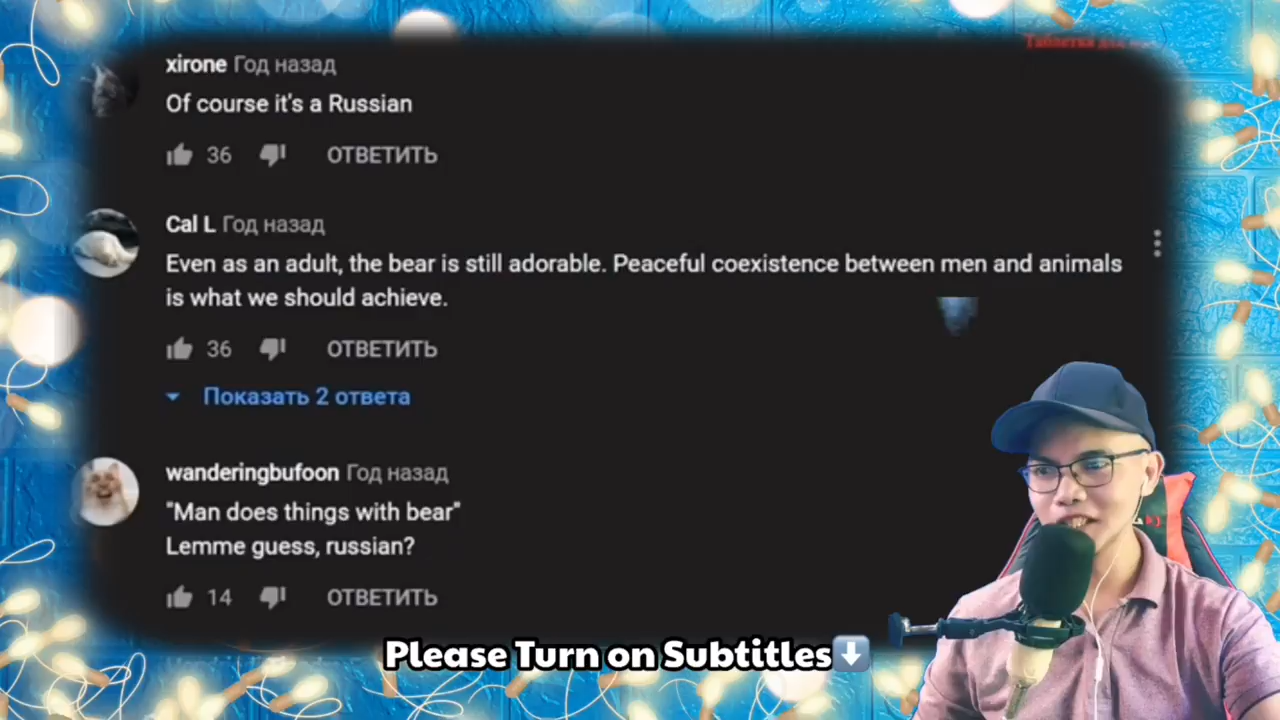 Таблетка для
xirone Год назад
Of course it's a Russian
36 ОТВЕТИТЬ
Cal L Год назад
Even as an adult, the bear is still adorable. Peaceful coexistence between men and animals
is what we should achieve.
36 ОТВЕТИТЬ
Показать 2 ответа
wanderingbufoon Год назад
"Man does things with bear"
Lemme guess, russian?
14 ОТВЕТИТЬ
Please Turn on Subtitles